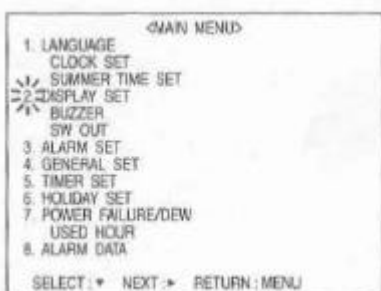 <MAIN MENU>
1. LANGUAGE
CLOCK SET
SUMMER TIME SET
2. DISPLAY SET
BUZZER
SW OUT
3. ALARM SET
4. GENERAL SET
5. TIMER SET
6. HOLIDAY SET
7. POWER FAILURE/DEW
USED HOUR
8. ALARM DATA
SELECT:▼ NEXT:► RETURN:MENU